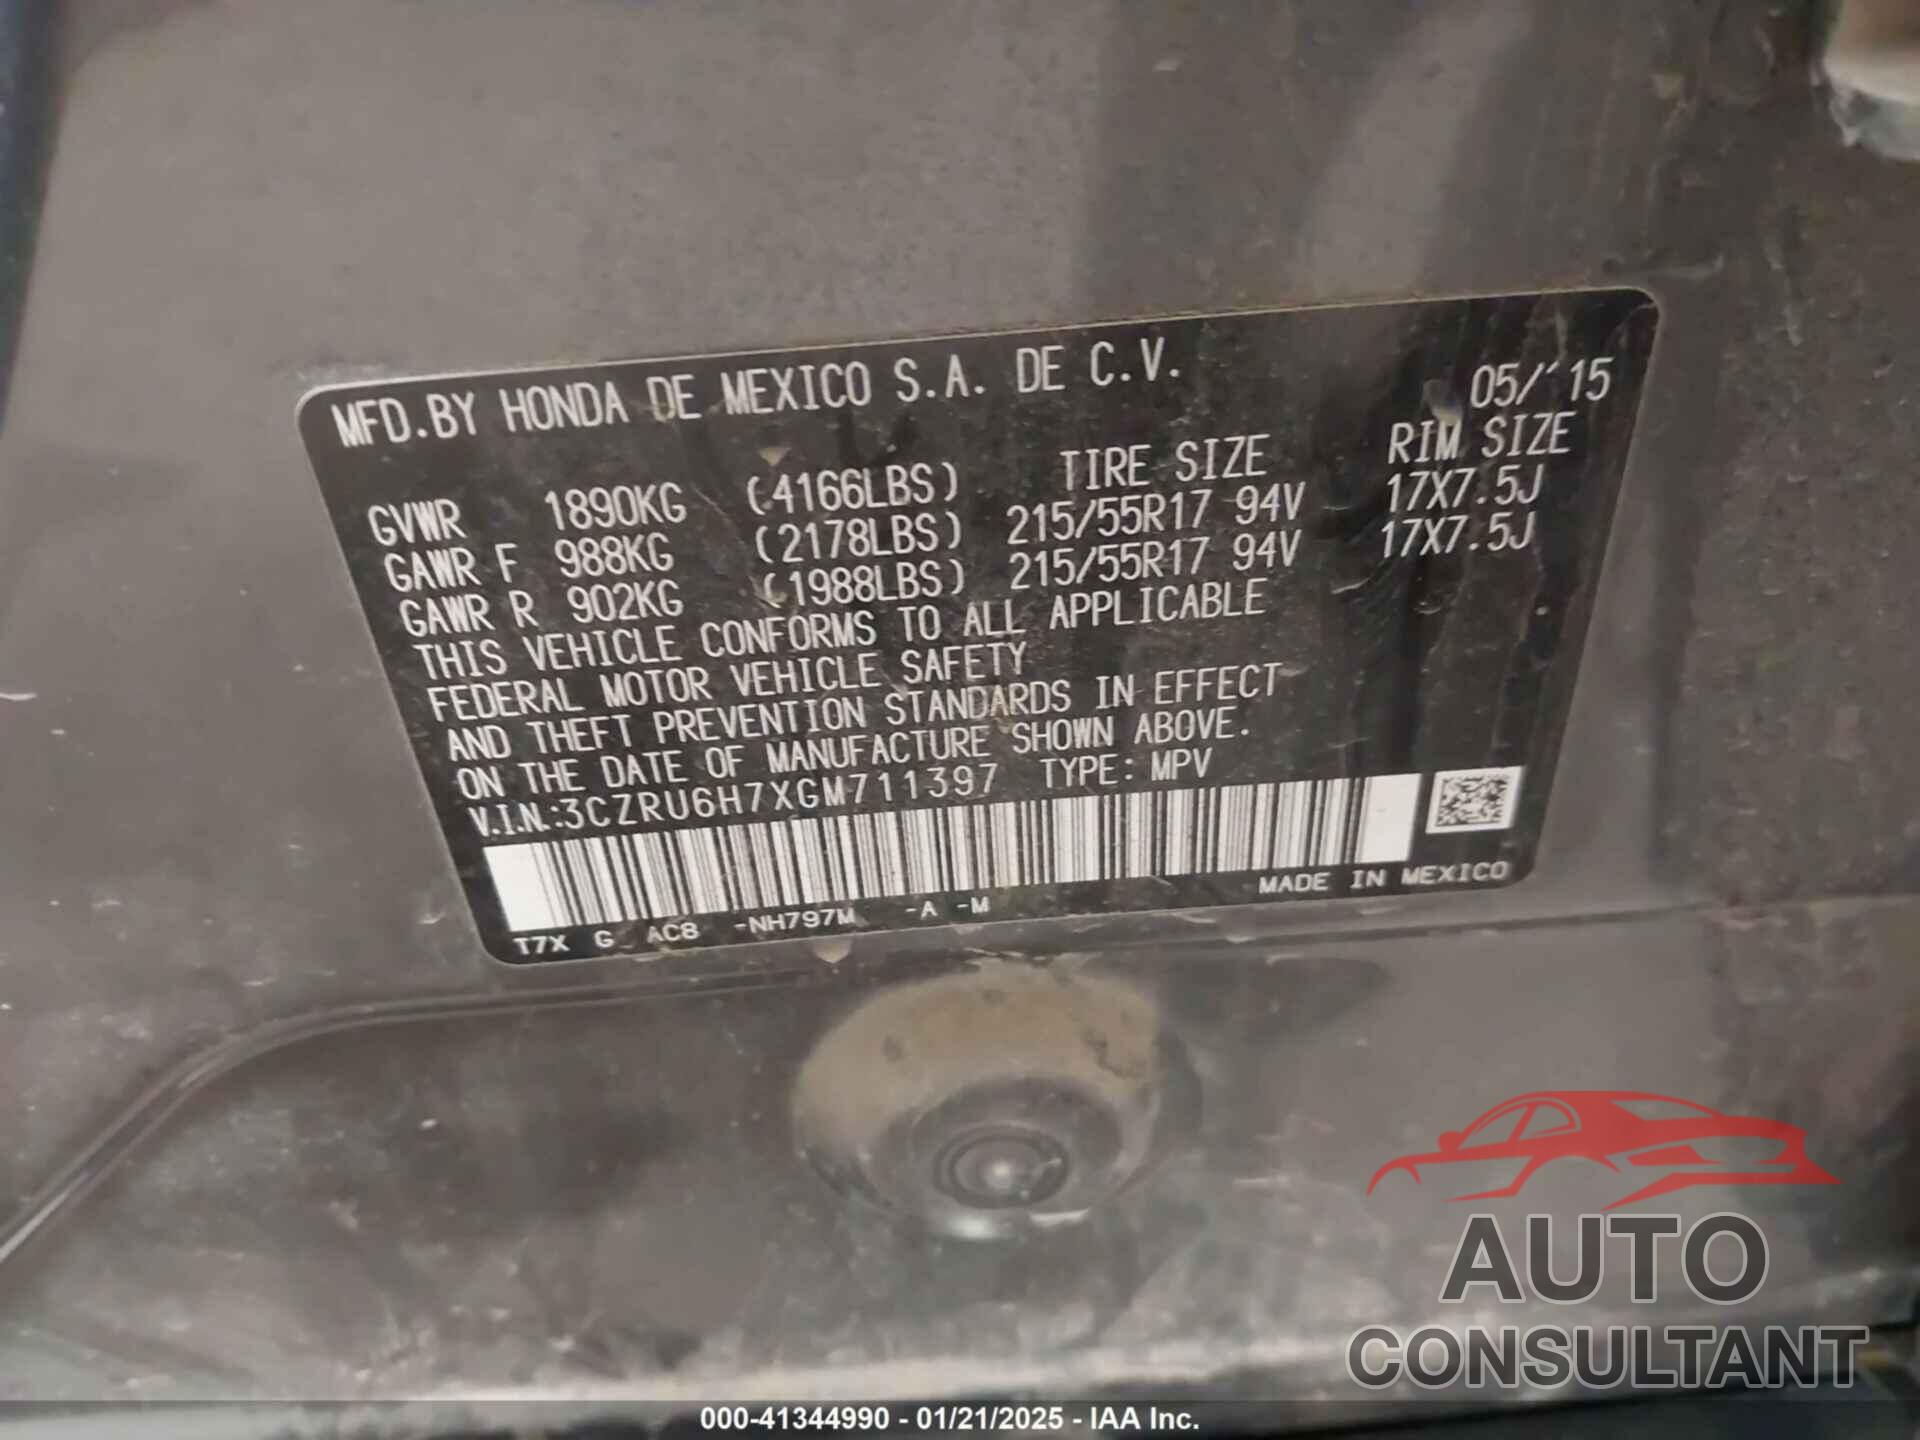 MFD.BY HONDA DE MEXICO S.A. DE C.V. 05/'15
TIRE SIZE RIM SIZE
GVWR 1890KG (4166LBS)
GAWR F 988KG (2178LBS) 215/55R17 94V 17X7.5J
GAWR R 902KG (1988LBS) 215/55R17 94V 17X7.5J
THIS VEHICLE CONFORMS TO ALL APPLICABLE
FEDERAL MOTOR VEHICLE SAFETY
AND THEFT PREVENTION STANDARDS IN EFFECT
ON THE DATE OF MANUFACTURE SHOWN ABOVE.
V.I.N.:3CZRU6H7XGM711397 TYPE: MPV
MADE IN MEXICO
T7X G AC8 -NH797M -A -M
AUTO
CONSULTANT
000-41344990 - 01/21/2025 - IAA Inc.